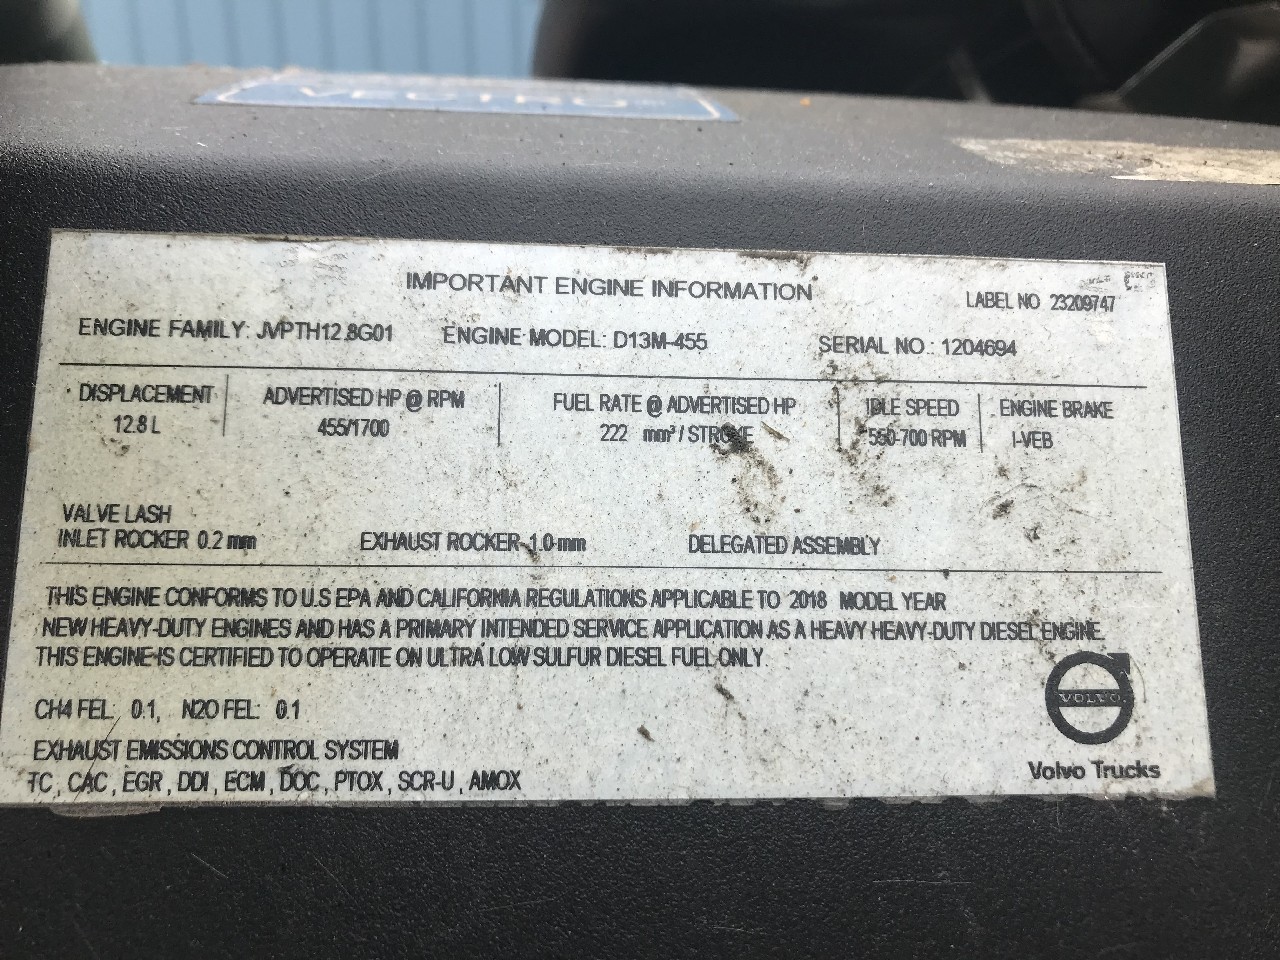 IMPORTANT ENGINE INFORMATION
LABEL NO 23209747
ENGINE FAMILY: JVPTH12.8G01 ENGINE MODEL: D13M-455 SERIAL NO.: 1204694
DISPLACEMENT ADVERTISED HP @ RPM FUEL RATE @ ADVERTISED HP IDLE SPEED ENGINE BRAKE
12.8 L 455/1700 222 mm³ / STROKE 550-700 RPM I-VEB
VALVE LASH
INLET ROCKER 0.2 mm EXHAUST ROCKER 1.0 mm DELEGATED ASSEMBLY
THIS ENGINE CONFORMS TO U.S EPA AND CALIFORNIA REGULATIONS APPLICABLE TO 2018 MODEL YEAR
NEW HEAVY-DUTY ENGINES AND HAS A PRIMARY INTENDED SERVICE APPLICATION AS A HEAVY HEAVY-DUTY DIESEL ENGINE.
THIS ENGINE IS CERTIFIED TO OPERATE ON ULTRA LOW SULFUR DIESEL FUEL ONLY
CH4 FEL: 0.1, N2O FEL: 0.1
EXHAUST EMISSIONS CONTROL SYSTEM
TC, CAC, EGR, DDI, ECM, DOC, PTOX, SCR-U, AMOX
VOLVO
Volvo Trucks